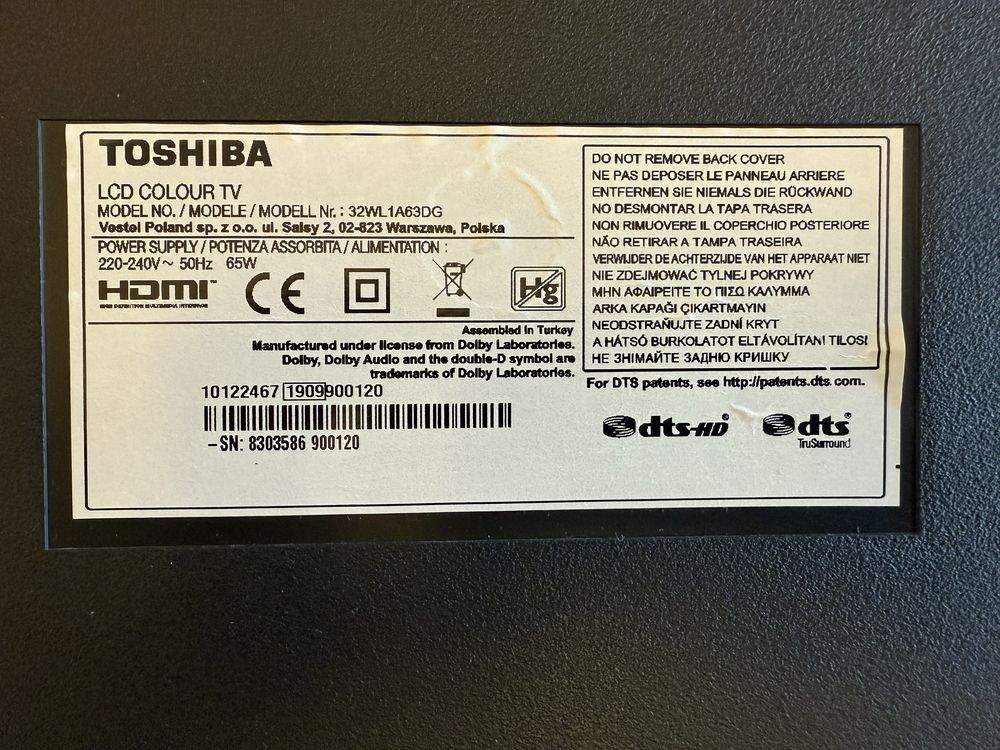 TOSHIBA
LCD COLOUR TV
MODEL NO. / MODELE / MODELL Nr. : 32WL1A63DG
Vestel Poland sp. z o.o. ul. Salsy 2, 02-823 Warszawa, Polska
POWER SUPPLY / POTENZA ASSORBITA / ALIMENTATION :
220-240V ~ 50Hz 65W
HDMI™
HIGH DEFINITION MULTIMEDIA INTERFACE
CE
Hg
Assembled in Turkey
Manufactured under license from Dolby Laboratories.
Dolby, Dolby Audio and the double-D symbol are
trademarks of Dolby Laboratories.
10122467 1909900120
-SN: 8303586 900120
DO NOT REMOVE BACK COVER
NE PAS DEPOSER LE PANNEAU ARRIERE
ENTFERNEN SIE NIEMALS DIE RÜCKWAND
NO DESMONTAR LA TAPA TRASERA
NON RIMUOVERE IL COPERCHIO POSTERIORE
NÃO RETIRAR A TAMPA TRASEIRA
VERWIJDER DE ACHTERZIJDE VAN HET APPARAAT NIET
NIE ZDEJMOWAĆ TYLNEJ POKRYWY
ΜΗΝ ΑΦΑΙΡΕΙΤΕ ΤΟ ΠΙΣΩ ΚΑΛΥΜΜΑ
ARKA KAPAĞI ÇIKARTMAYIN
NEODSTRAŇUJTE ZADNÍ KRYT
A HÁTSÓ BURKOLATOT ELTÁVOLÍTANI TILOS!
НЕ ЗНІМАЙТЕ ЗАДНЮ КРИШКУ
For DTS patents, see http://patents.dts.com.
dts-HD®
dts®
TruSurround